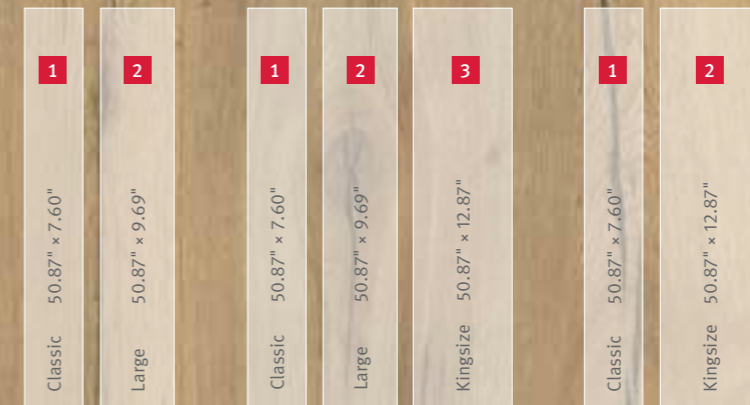 1
Classic 50.87" × 7.60"
2
Large 50.87" × 9.69"
1
Classic 50.87" × 7.60"
2
Large 50.87" × 9.69"
3
Kingsize 50.87" × 12.87"
1
Classic 50.87" × 7.60"
2
Kingsize 50.87" × 12.87"